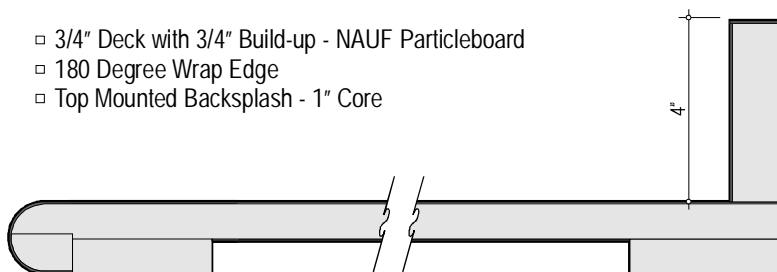 ▫ 3/4" Deck with 3/4" Build-up - NAUF Particleboard
▫ 180 Degree Wrap Edge
▫ Top Mounted Backsplash - 1" Core
4"